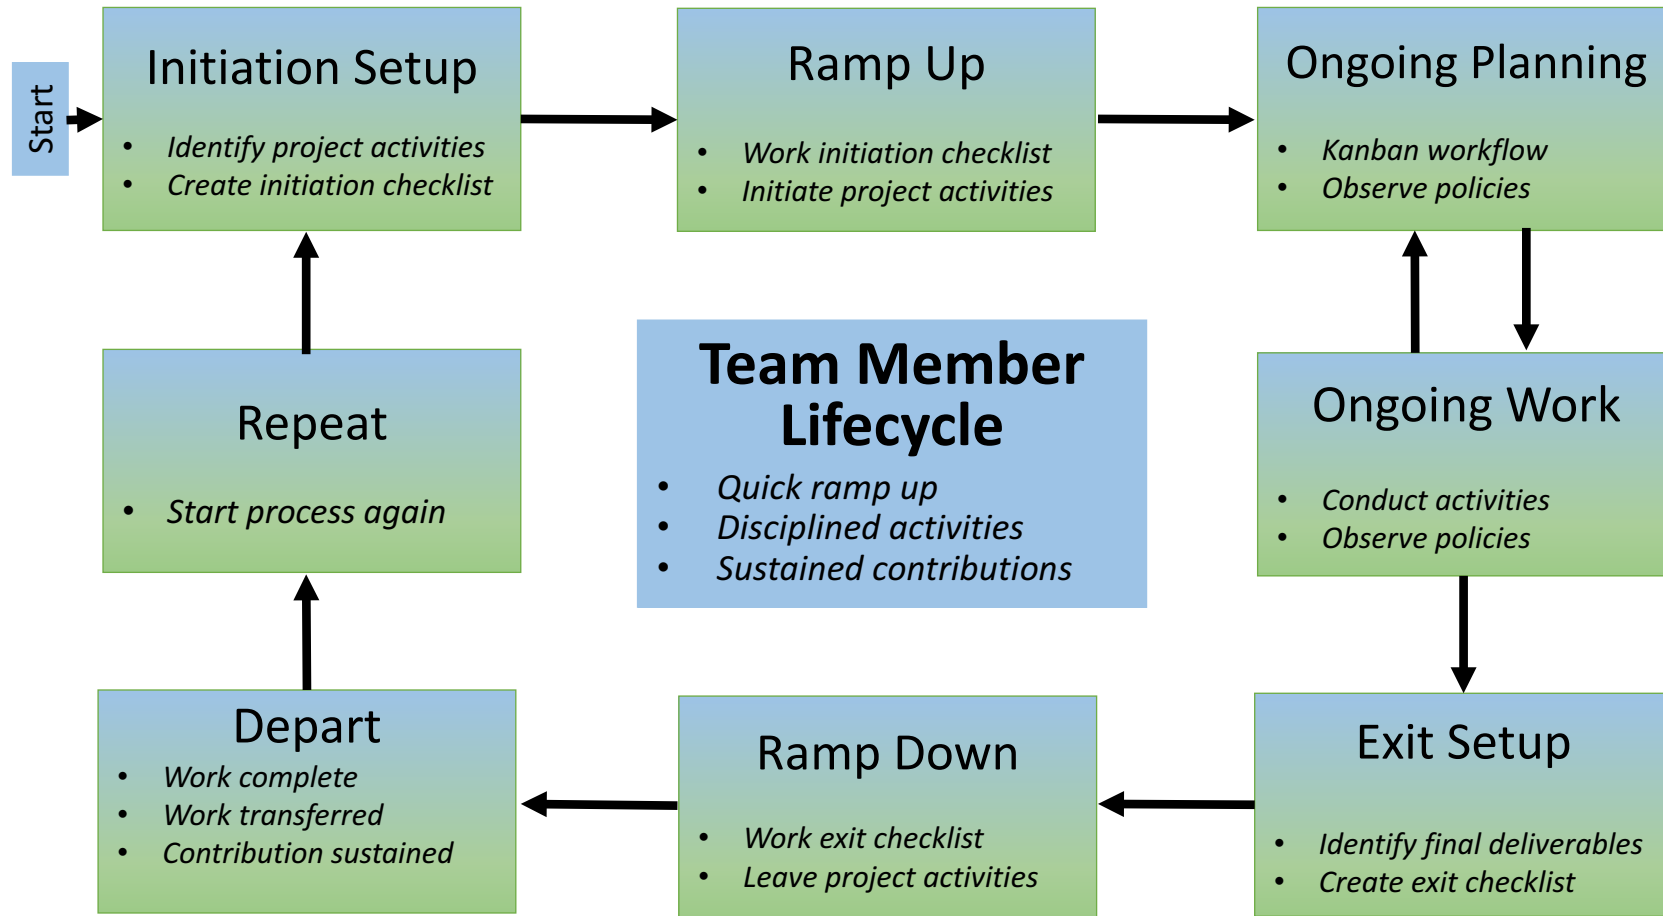 Start
Initiation Setup
• Identify project activities
• Create initiation checklist
Ramp Up
• Work initiation checklist
• Initiate project activities
Ongoing Planning
• Kanban workflow
• Observe policies
Repeat
• Start process again
Team Member
Lifecycle
• Quick ramp up
• Disciplined activities
• Sustained contributions
Ongoing Work
• Conduct activities
• Observe policies
Depart
• Work complete
• Work transferred
• Contribution sustained
Ramp Down
• Work exit checklist
• Leave project activities
Exit Setup
• Identify final deliverables
• Create exit checklist